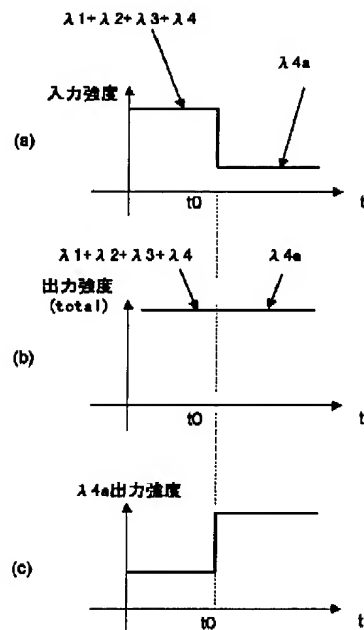 λ1+λ2+λ3+λ4
入力強度
λ4a
(a)
t0
t
λ1+λ2+λ3+λ4
λ4a
出力強度
(total)
(b)
t0
t
λ4a出力強度
(c)
t0
t